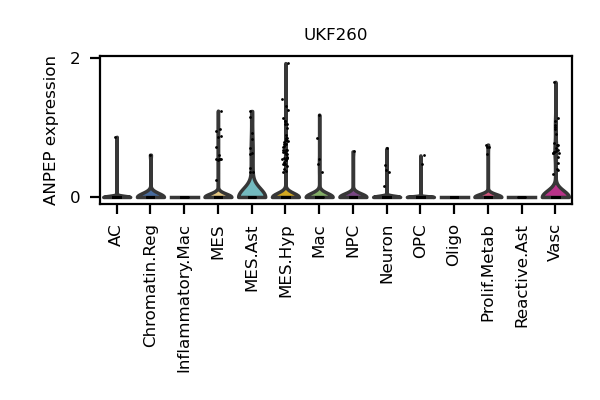 UKF260
ANPEP expression
2
0
AC
Chromatin.Reg
Inflammatory.Mac
MES
MES.Ast
MES.Hyp
Mac
NPC
Neuron
OPC
Oligo
Prolif.Metab
Reactive.Ast
Vasc